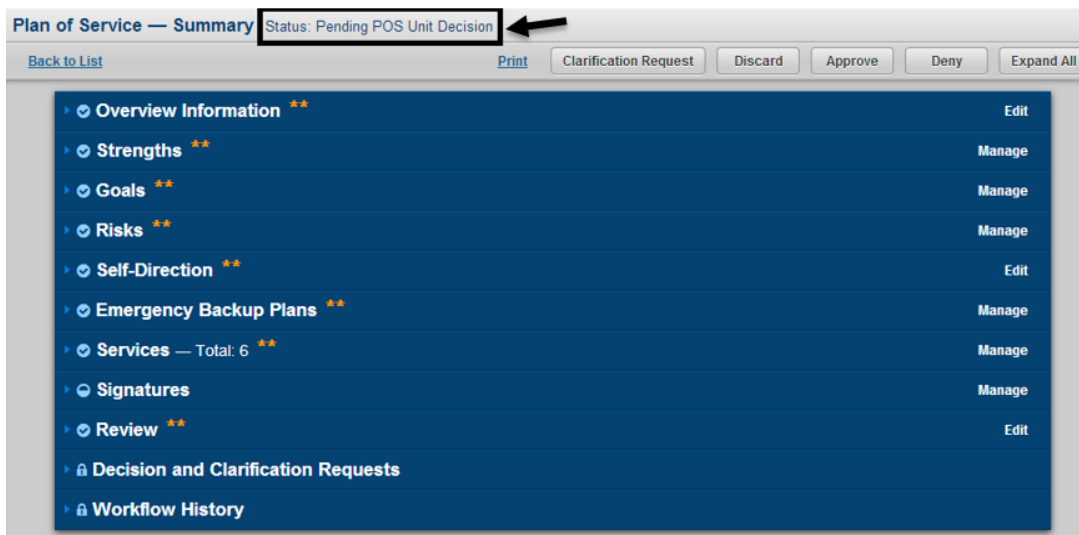 Plan of Service — Summary Status: Pending POS Unit Decision
Back to List Print Clarification Request Discard Approve Deny Expand All
Overview Information ** Edit
Strengths ** Manage
Goals ** Manage
Risks ** Manage
Self-Direction ** Edit
Emergency Backup Plans ** Manage
Services — Total: 6 ** Manage
Signatures Manage
Review ** Edit
Decision and Clarification Requests
Workflow History